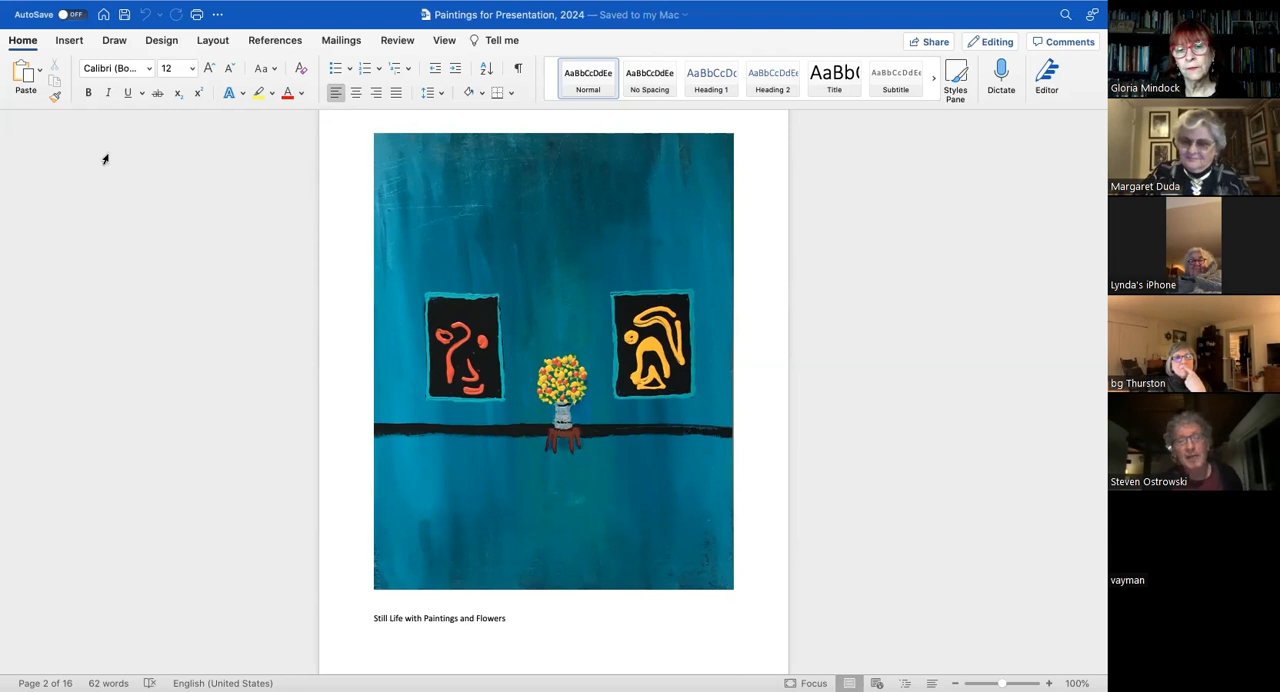 AutoSave OFF
Paintings for Presentation, 2024 — Saved to my Mac
Home Insert Draw Design Layout References Mailings Review View Tell me
Share Editing Comments
Paste
Calibri (Bo... 12
AaBbCcDdEe AaBbCcDdEe AaBbCcDc AaBbCcDdEe AaBb( AaBbCcDdEe
Normal No Spacing Heading 1 Heading 2 Title Subtitle
Styles Pane
Dictate
Editor
Still Life with Paintings and Flowers
Page 2 of 16 62 words English (United States) Focus 100%
Gloria Mindock
Margaret Duda
Lynda's iPhone
bg Thurston
Steven Ostrowski
vayman